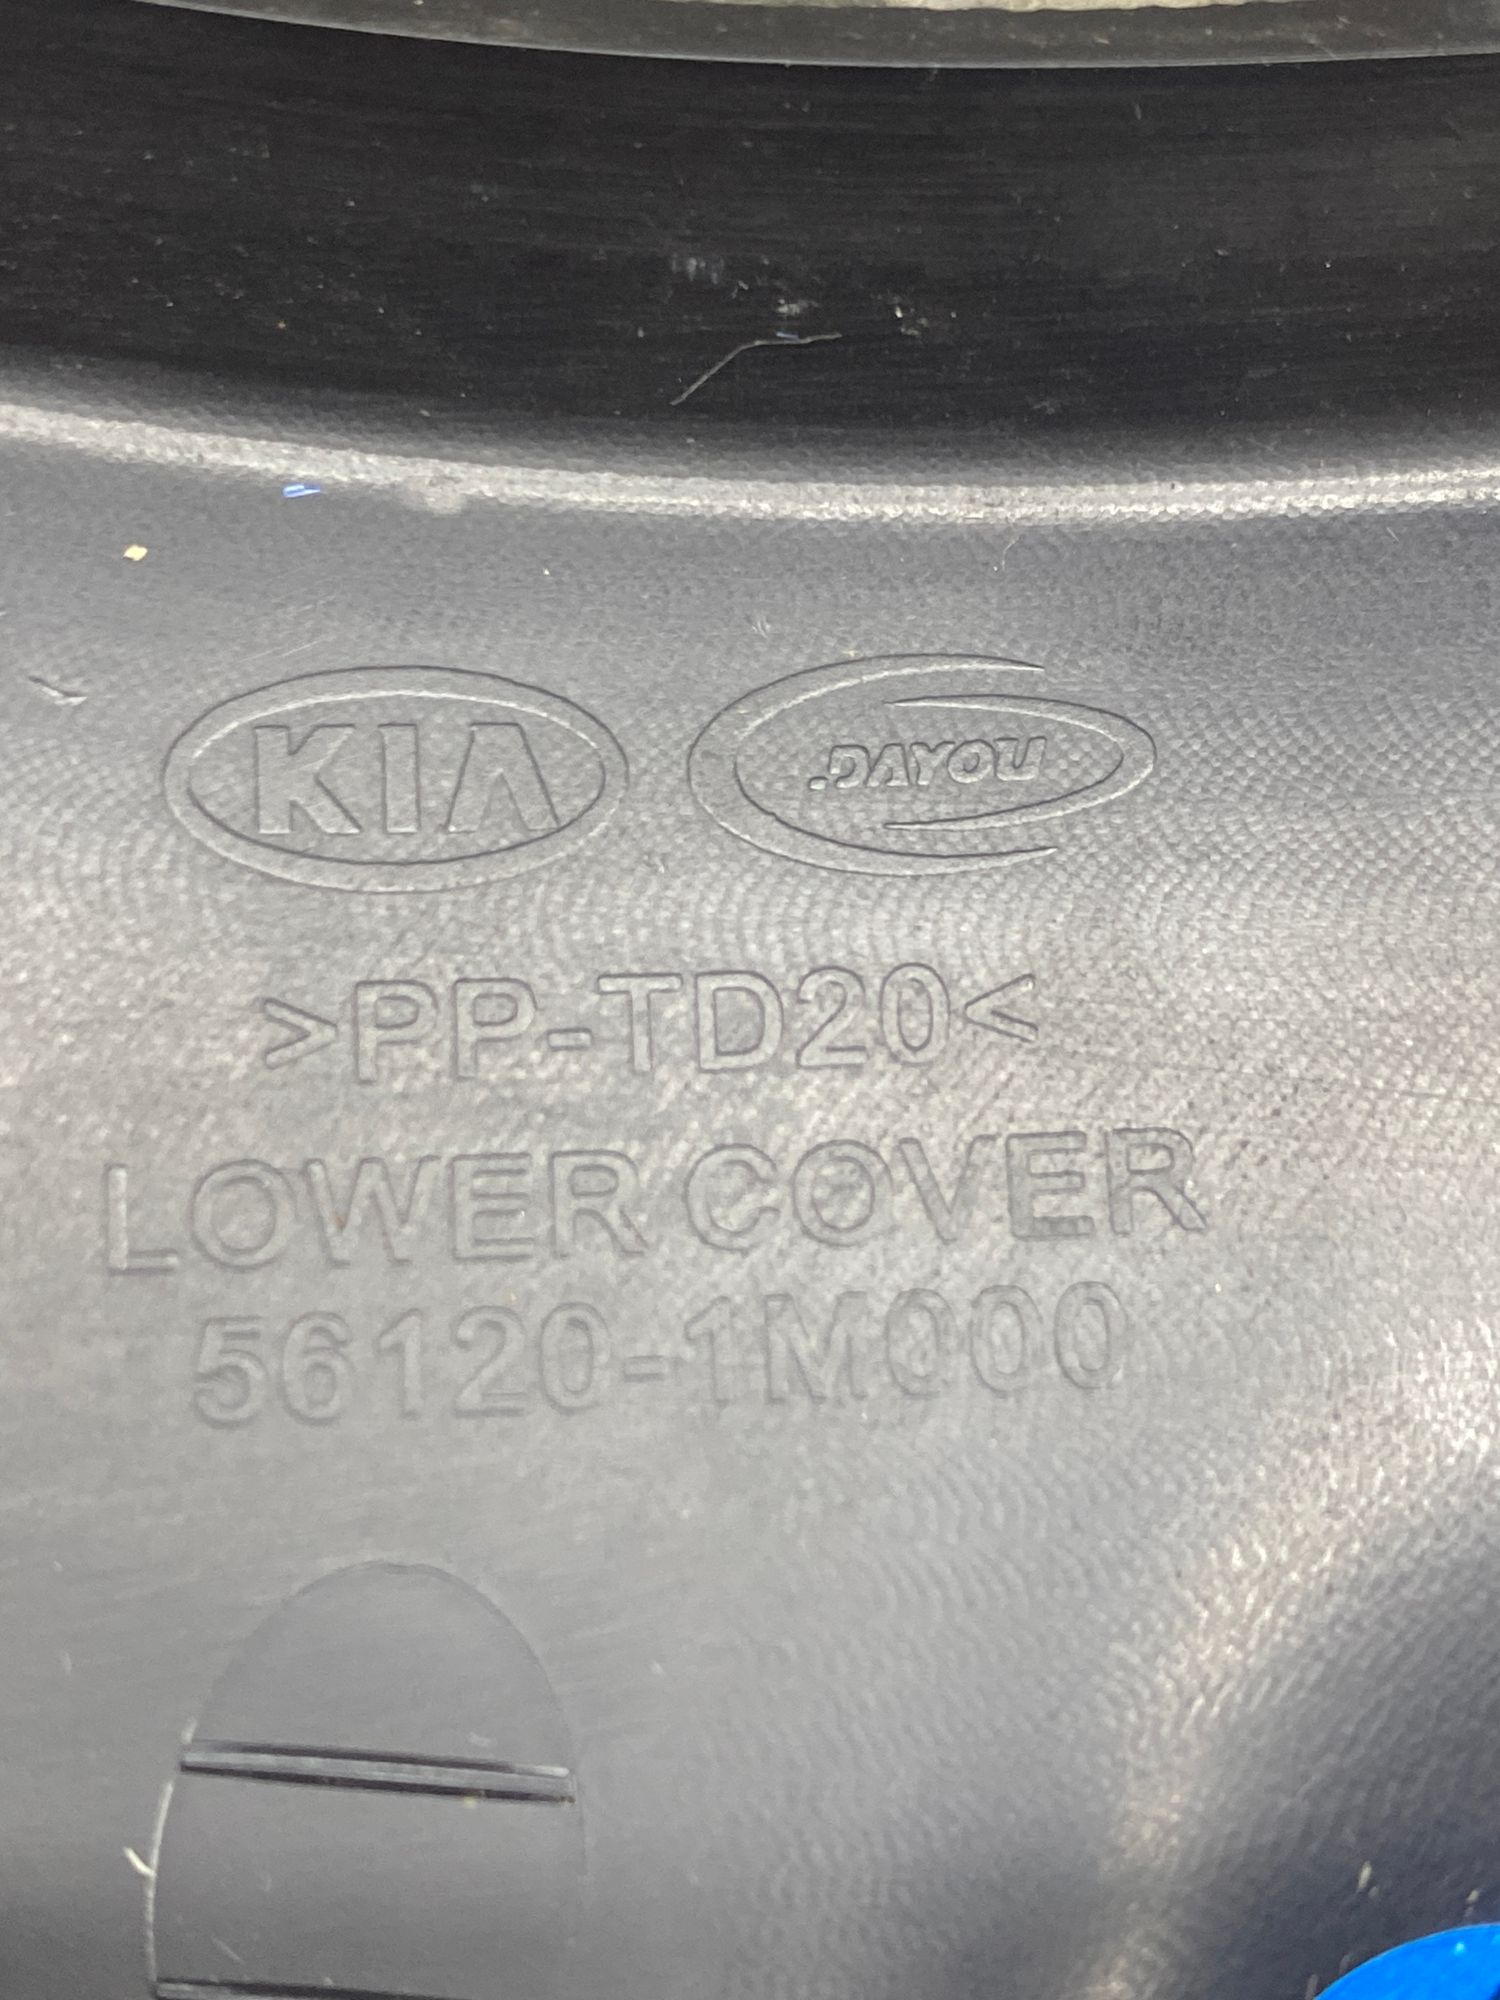 KIA DAYOU
>PP-TD20<
LOWER COVER
56120-1M000